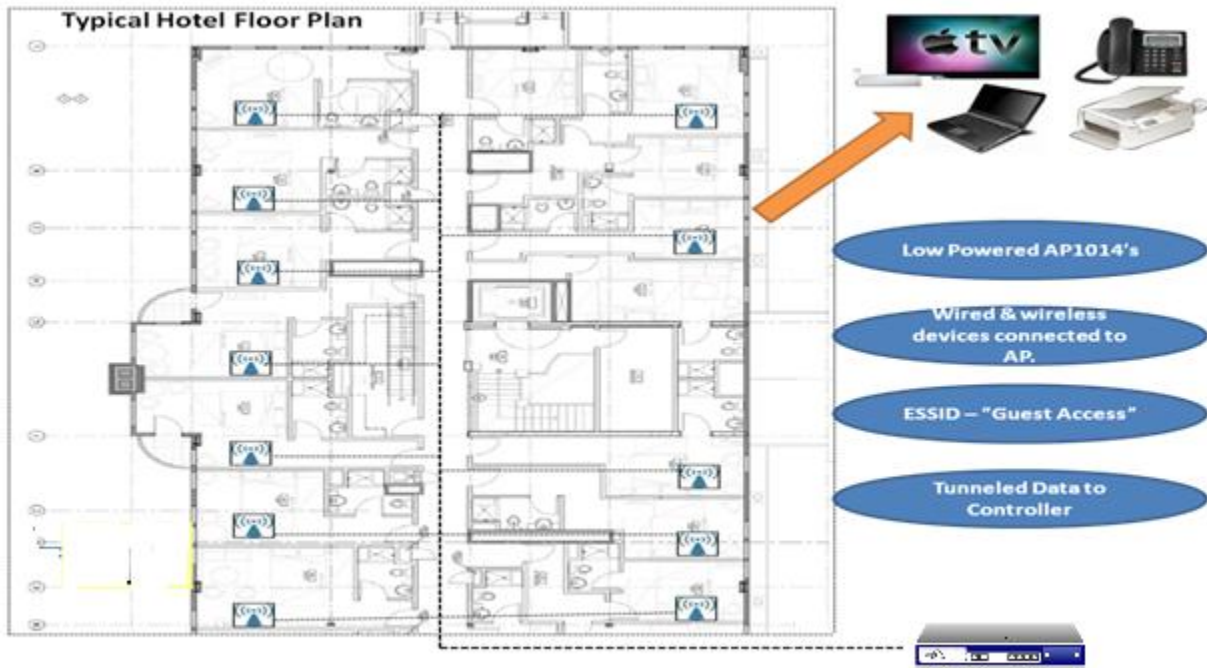 Typical Hotel Floor Plan
tv
Low Powered AP1014's
Wired & wireless
devices connected to
AP.
ESSID – "Guest Access"
Tunneled Data to
Controller